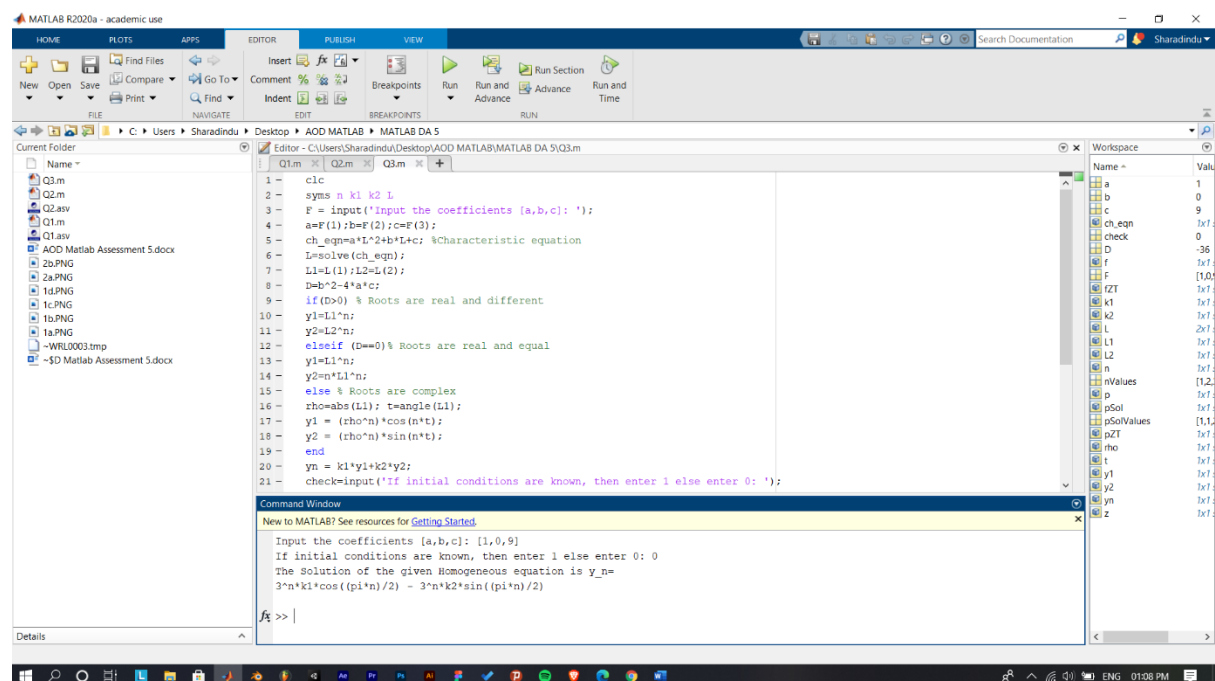 MATLAB R2020a - academic use
HOME PLOTS APPS EDITOR PUBLISH VIEW Search Documentation Sharadindu
Find Files Insert fx Run Section
New Open Save Compare Go To Comment Breakpoints Run Run and Advance Advance Run and Time
Print Find Indent
FILE NAVIGATE EDIT BREAKPOINTS RUN
C: Users Sharadindu Desktop AOD MATLAB MATLAB DA 5
Current Folder
Name
Q3.m
Q2.m
Q2.asv
Q1.m
Q1.asv
AOD Matlab Assessment 5.docx
2b.PNG
2a.PNG
1d.PNG
1c.PNG
1b.PNG
1a.PNG
~WRL0003.tmp
~$D Matlab Assessment 5.docx
Details
Editor - C:\Users\Sharadindu\Desktop\AOD MATLAB\MATLAB DA 5\Q3.m
Q1.m Q2.m Q3.m +
1 - clc
2 - syms n k1 k2 L
3 - F = input('Input the coefficients [a,b,c]: ');
4 - a=F(1);b=F(2);c=F(3);
5 - ch_eqn=a*L^2+b*L+c; %Characteristic equation
6 - L=solve(ch_eqn);
7 - L1=L(1);L2=L(2);
8 - D=b^2-4*a*c;
9 - if(D>0) % Roots are real and different
10 - y1=L1^n;
11 - y2=L2^n;
12 - elseif (D==0)% Roots are real and equal
13 - y1=L1^n;
14 - y2=n*L1^n;
15 - else % Roots are complex
16 - rho=abs(L1); t=angle(L1);
17 - y1 = (rho^n)*cos(n*t);
18 - y2 = (rho^n)*sin(n*t);
19 - end
20 - yn = k1*y1+k2*y2;
21 - check=input('If initial conditions are known, then enter 1 else enter 0: ');
Command Window
New to MATLAB? See resources for Getting Started.
Input the coefficients [a,b,c]: [1,0,9]
If initial conditions are known, then enter 1 else enter 0: 0
The Solution of the given Homogeneous equation is y_n=
3^n*k1*cos((pi*n)/2) - 3^n*k2*sin((pi*n)/2)
fx >>
Workspace
Name Valu
a 1
b 0
c 9
ch_eqn 1x1
check 0
D -36
f 1x1
F [1,0,
fZT 1x1
k1 1x1
k2 1x1
L 2x1
L1 1x1
L2 1x1
n 1x1
nValues [1,2,
p 1x1
pSol 1x1
pSolValues [1,1,
pZT 1x1
rho 1x1
t 1x1
y1 1x1
y2 1x1
yn 1x1
z 1x1
L Ae Pr Ps Ai ENG 01:08 PM